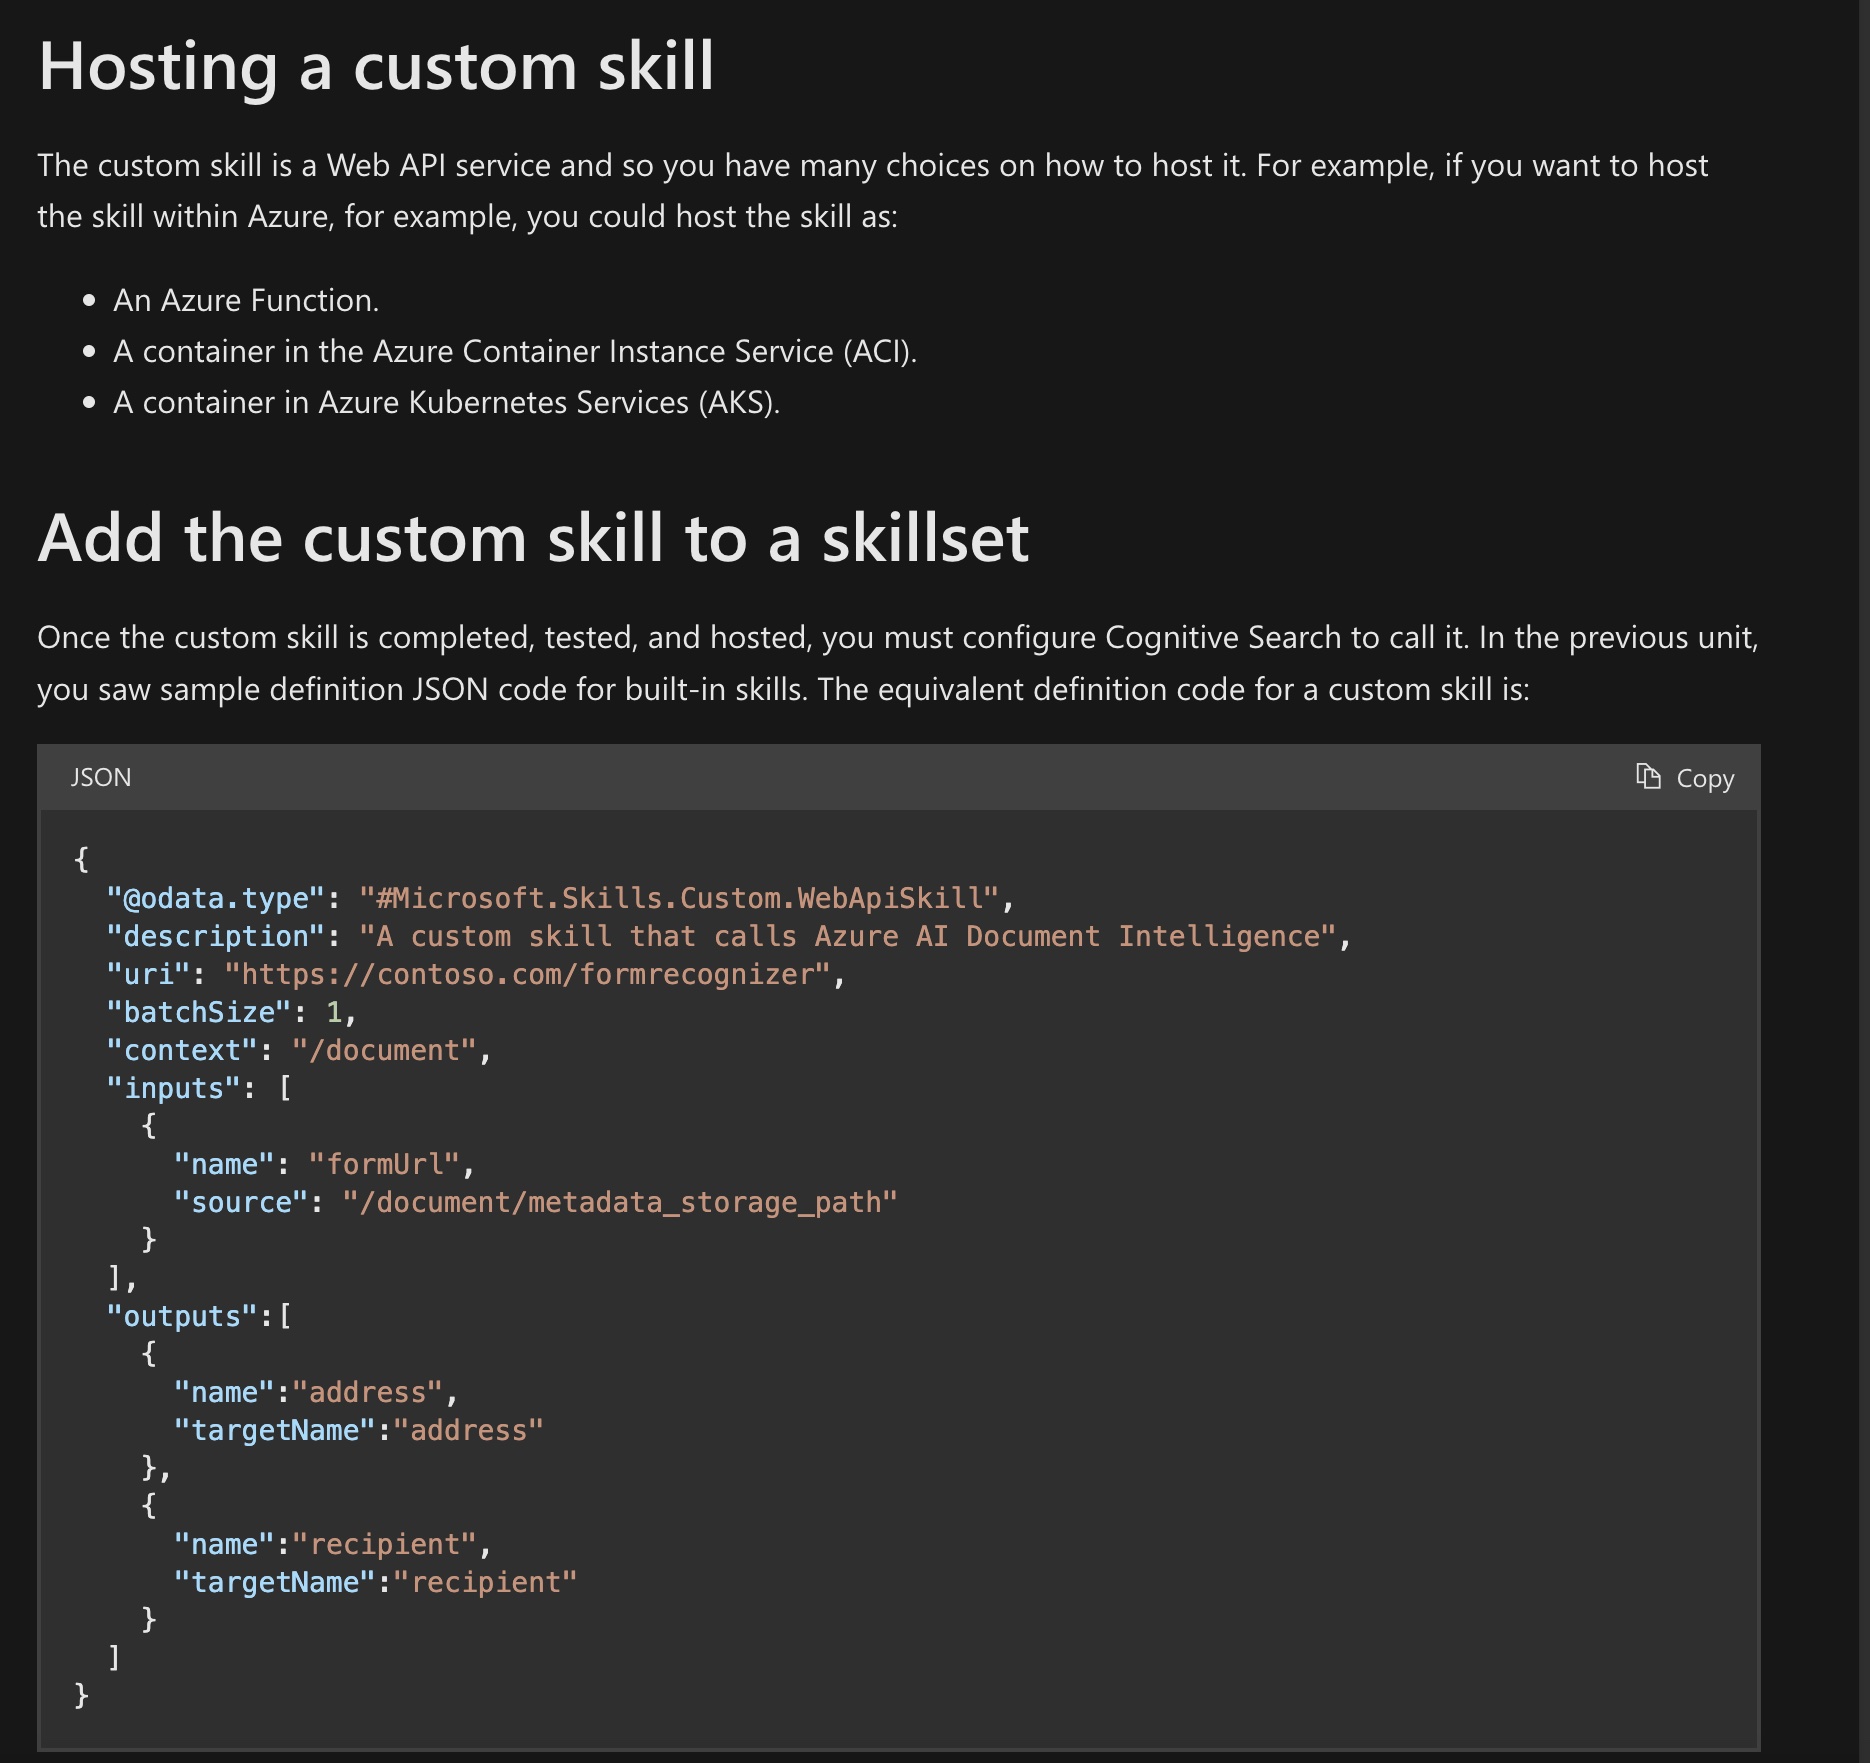 Hosting a custom skill
The custom skill is a Web API service and so you have many choices on how to host it. For example, if you want to host
the skill within Azure, for example, you could host the skill as:
• An Azure Function.
• A container in the Azure Container Instance Service (ACI).
• A container in Azure Kubernetes Services (AKS).
Add the custom skill to a skillset
Once the custom skill is completed, tested, and hosted, you must configure Cognitive Search to call it. In the previous unit,
you saw sample definition JSON code for built-in skills. The equivalent definition code for a custom skill is:
JSON Copy
{
  "@odata.type": "#Microsoft.Skills.Custom.WebApiSkill",
  "description": "A custom skill that calls Azure AI Document Intelligence",
  "uri": "https://contoso.com/formrecognizer",
  "batchSize": 1,
  "context": "/document",
  "inputs": [
    {
      "name": "formUrl",
      "source": "/document/metadata_storage_path"
    }
  ],
  "outputs":[
    {
      "name":"address",
      "targetName":"address"
    },
    {
      "name":"recipient",
      "targetName":"recipient"
    }
  ]
}